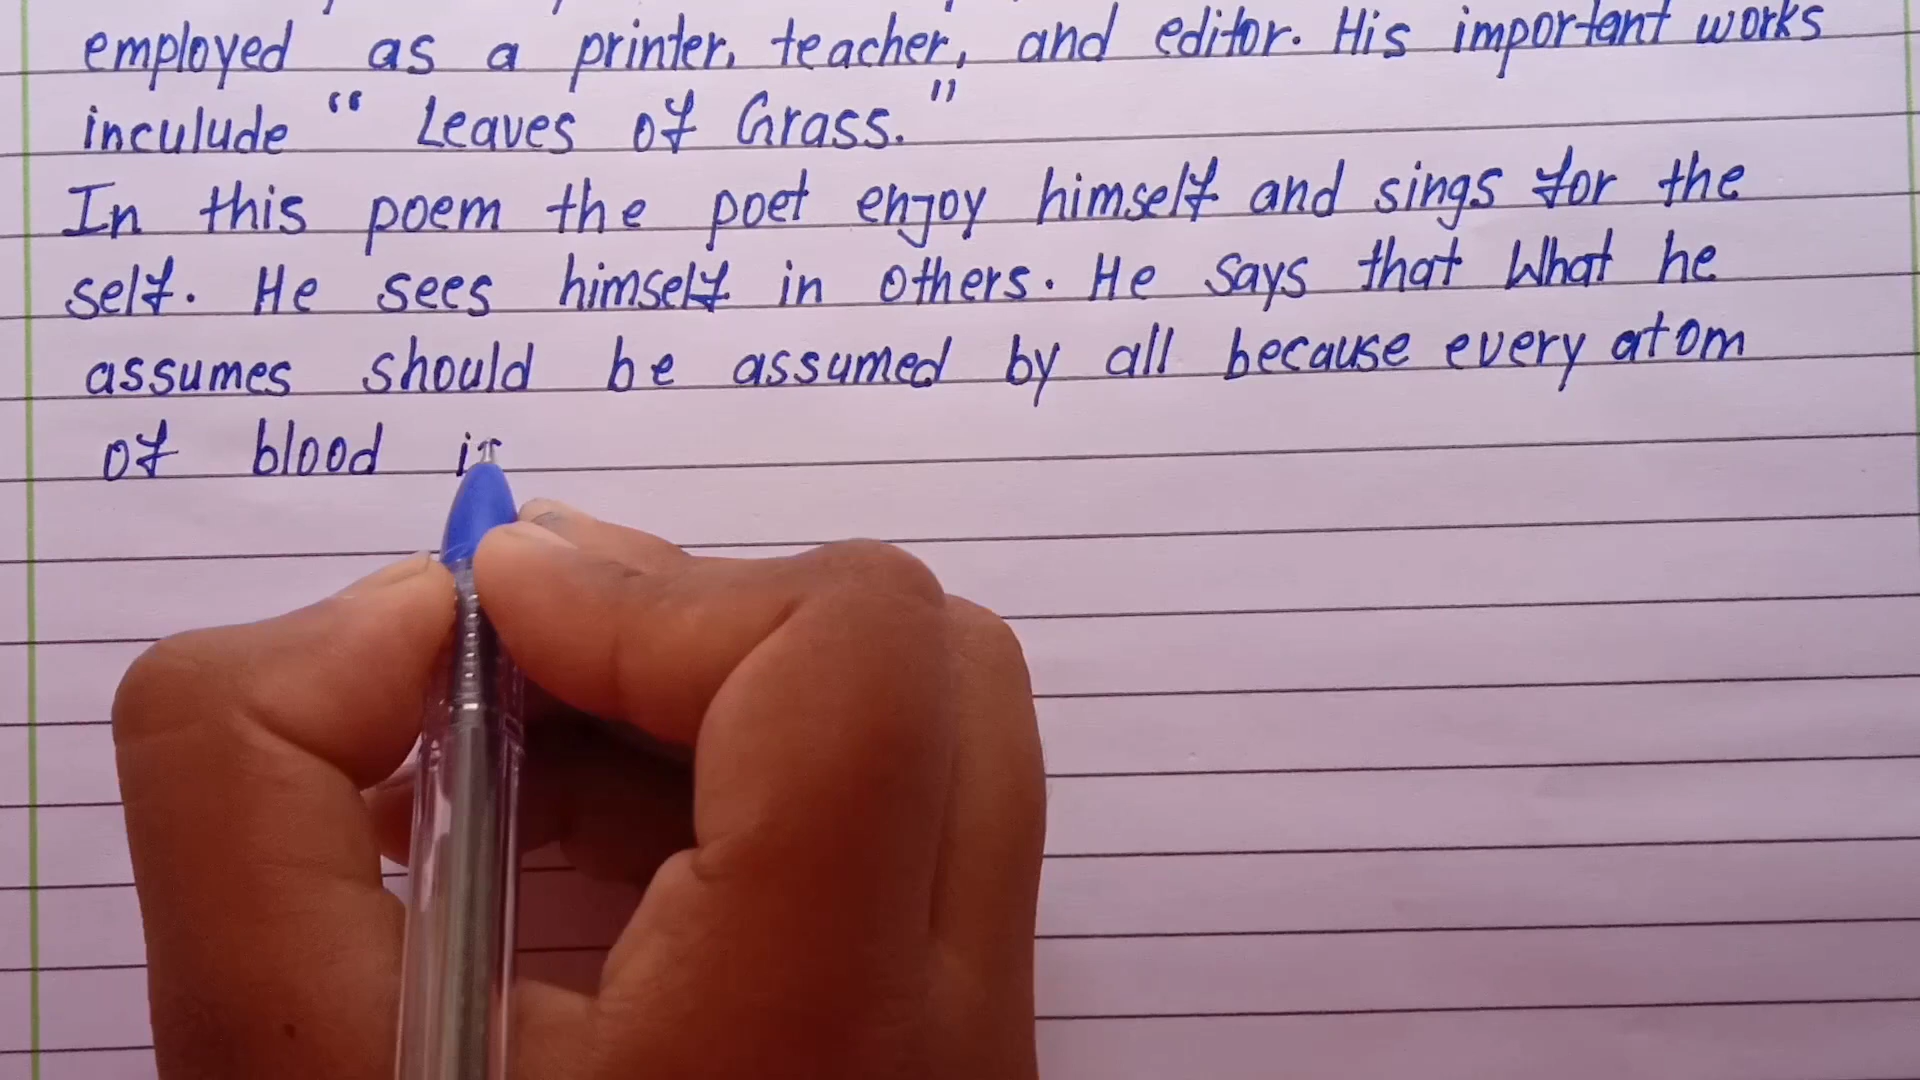 employed as a printer, teacher, and editor. His important works
inculude " Leaves of Grass."
In this poem the poet enjoy himself and sings for the
self. He sees himself in others. He says that What he
assumes should be assumed by all because every atom
of blood